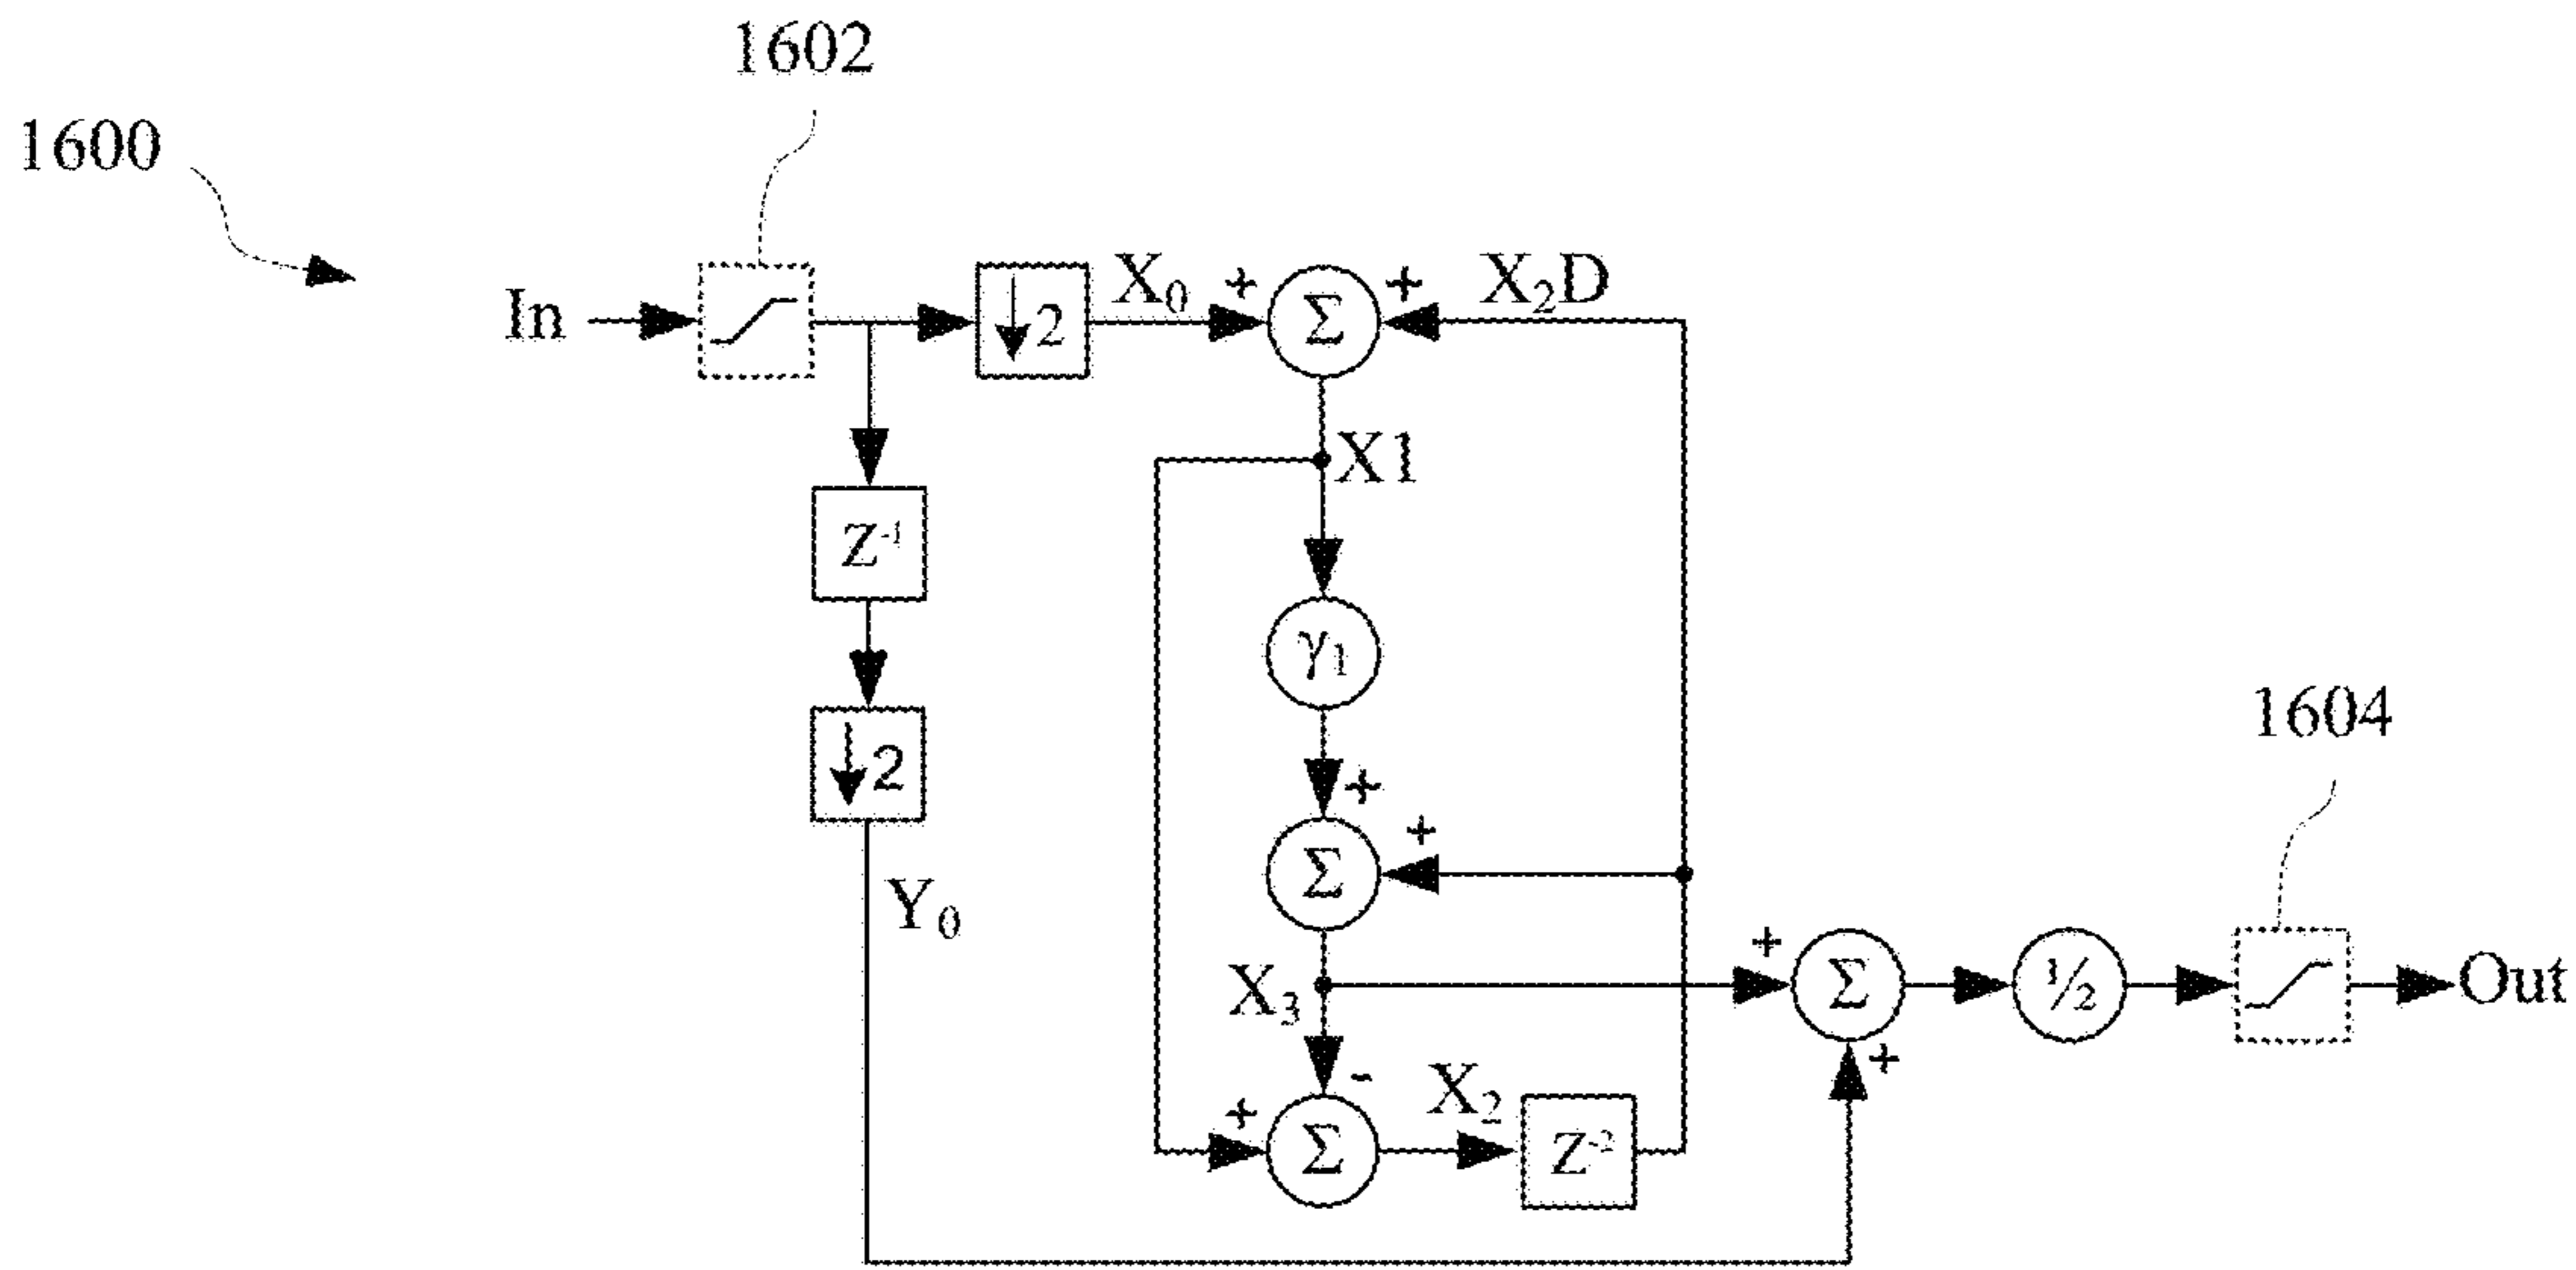 1602
1600
In
↓2
X₀
+
Σ
+
X₂D
X1
Z⁻¹
γ₁
↓2
+
Σ
+
Y₀
X₃
+
Σ
+
½
1604
Out
-
+
Σ
X₂
Z⁻²